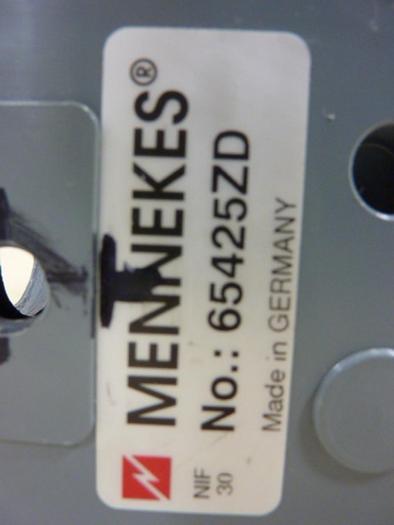 MENNEKES®
No.: 65425ZD
NIF
30
Made in GERMANY